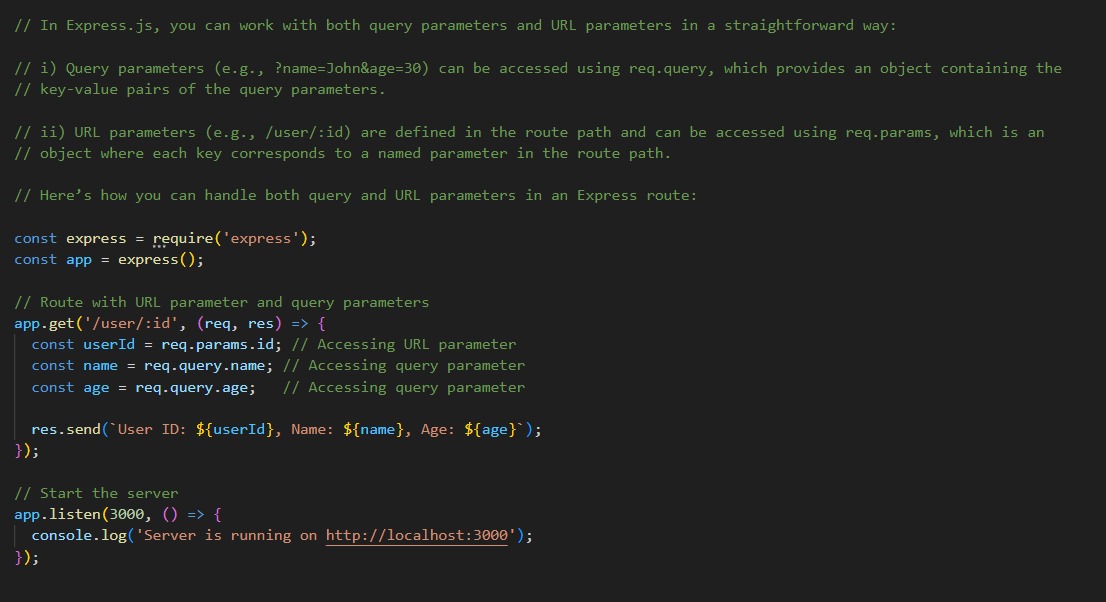 // In Express.js, you can work with both query parameters and URL parameters in a straightforward way:
// i) Query parameters (e.g., ?name=John&age=30) can be accessed using req.query, which provides an object containing the
// key-value pairs of the query parameters.
// ii) URL parameters (e.g., /user/:id) are defined in the route path and can be accessed using req.params, which is an
// object where each key corresponds to a named parameter in the route path.
// Here’s how you can handle both query and URL parameters in an Express route:
const express = require('express');
const app = express();
// Route with URL parameter and query parameters
app.get('/user/:id', (req, res) => {
  const userId = req.params.id; // Accessing URL parameter
  const name = req.query.name; // Accessing query parameter
  const age = req.query.age;   // Accessing query parameter
  res.send(`User ID: ${userId}, Name: ${name}, Age: ${age}`);
});
// Start the server
app.listen(3000, () => {
  console.log('Server is running on http://localhost:3000');
});